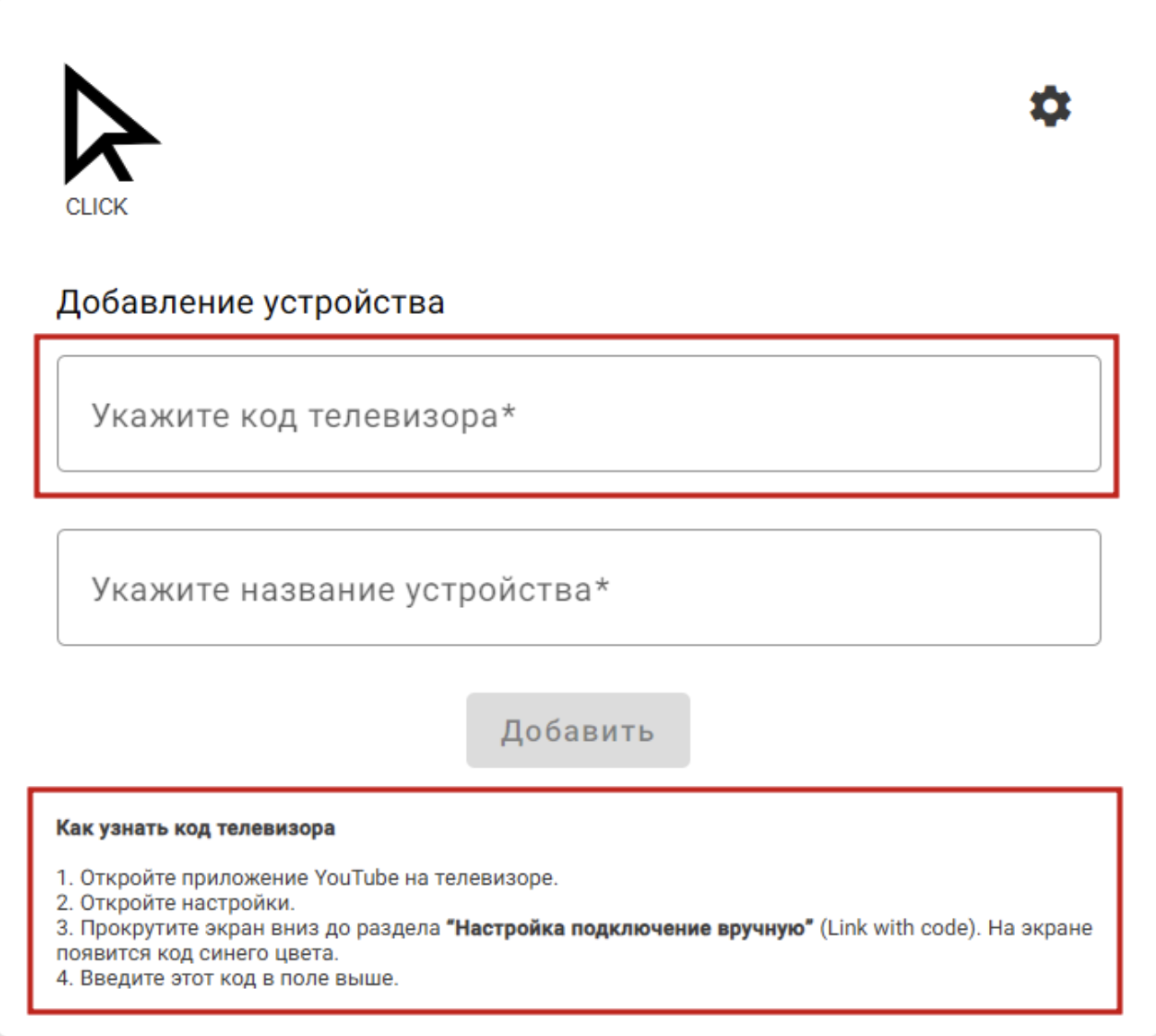 CLICK
Добавление устройства
Укажите код телевизора*
Укажите название устройства*
Добавить
Как узнать код телевизора
1. Откройте приложение YouTube на телевизоре.
2. Откройте настройки.
3. Прокрутите экран вниз до раздела "Настройка подключение вручную" (Link with code). На экране
появится код синего цвета.
4. Введите этот код в поле выше.